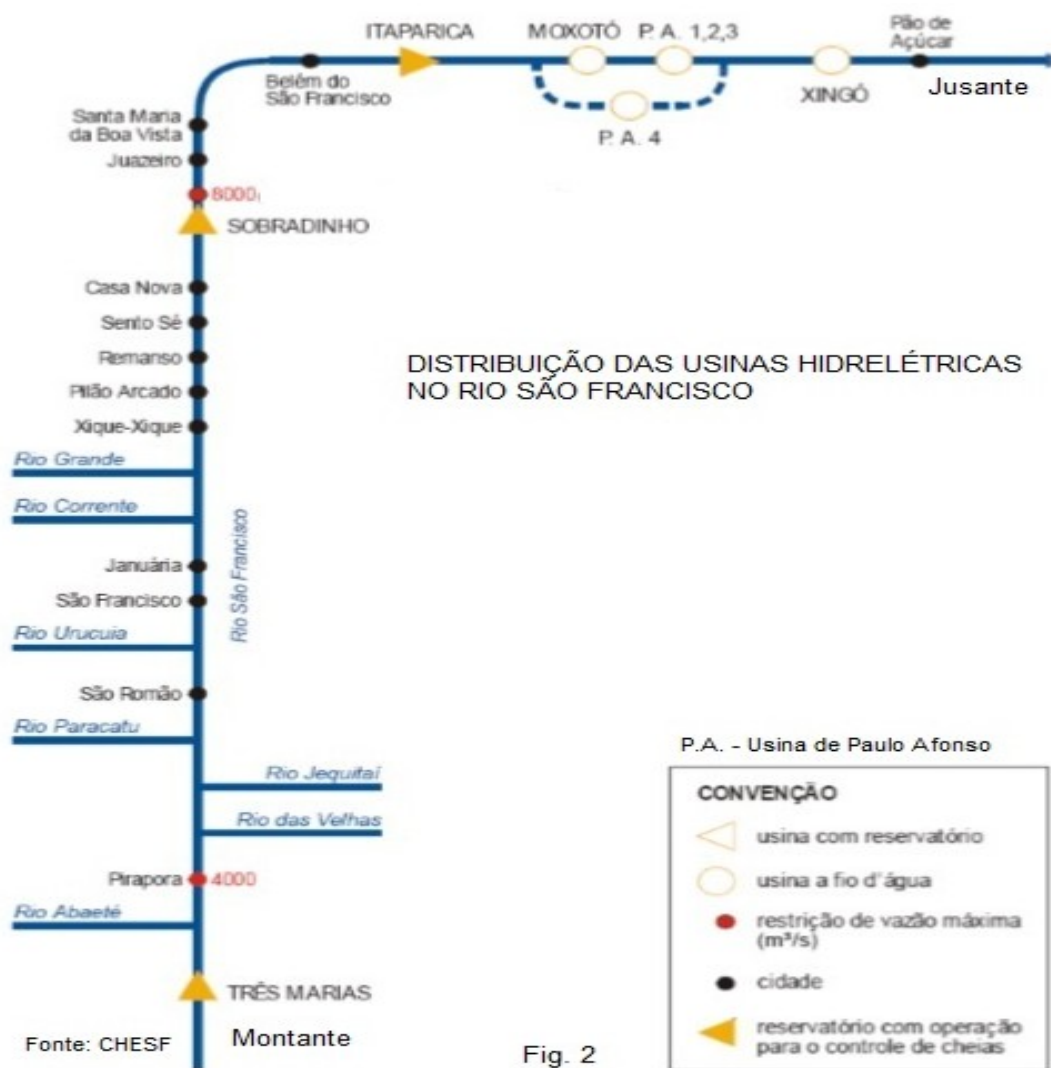 ITAPARICA
MOXOTÓ
P. A. 1,2,3
Pão de
Açúcar
Belém do
São Francisco
XINGÓ
Jusante
P. A. 4
Santa Maria
da Boa Vista
Juazeiro
8000
SOBRADINHO
Casa Nova
Sento Sé
Remanso
Pilão Arcado
Xique-Xique
DISTRIBUIÇÃO DAS USINAS HIDRELÉTRICAS
NO RIO SÃO FRANCISCO
Rio Grande
Rio Corrente
Rio São Francisco
Januária
São Francisco
Rio Urucuia
São Romão
Rio Paracatu
Rio Jequitaí
Rio das Velhas
Pirapora
4000
Rio Abaeté
TRÊS MARIAS
Fonte: CHESF
Montante
Fig. 2
P.A. - Usina de Paulo Afonso
CONVENÇÃO
usina com reservatório
usina a fio d'água
restrição de vazão máxima
(m³/s)
cidade
reservatório com operação
para o controle de cheias